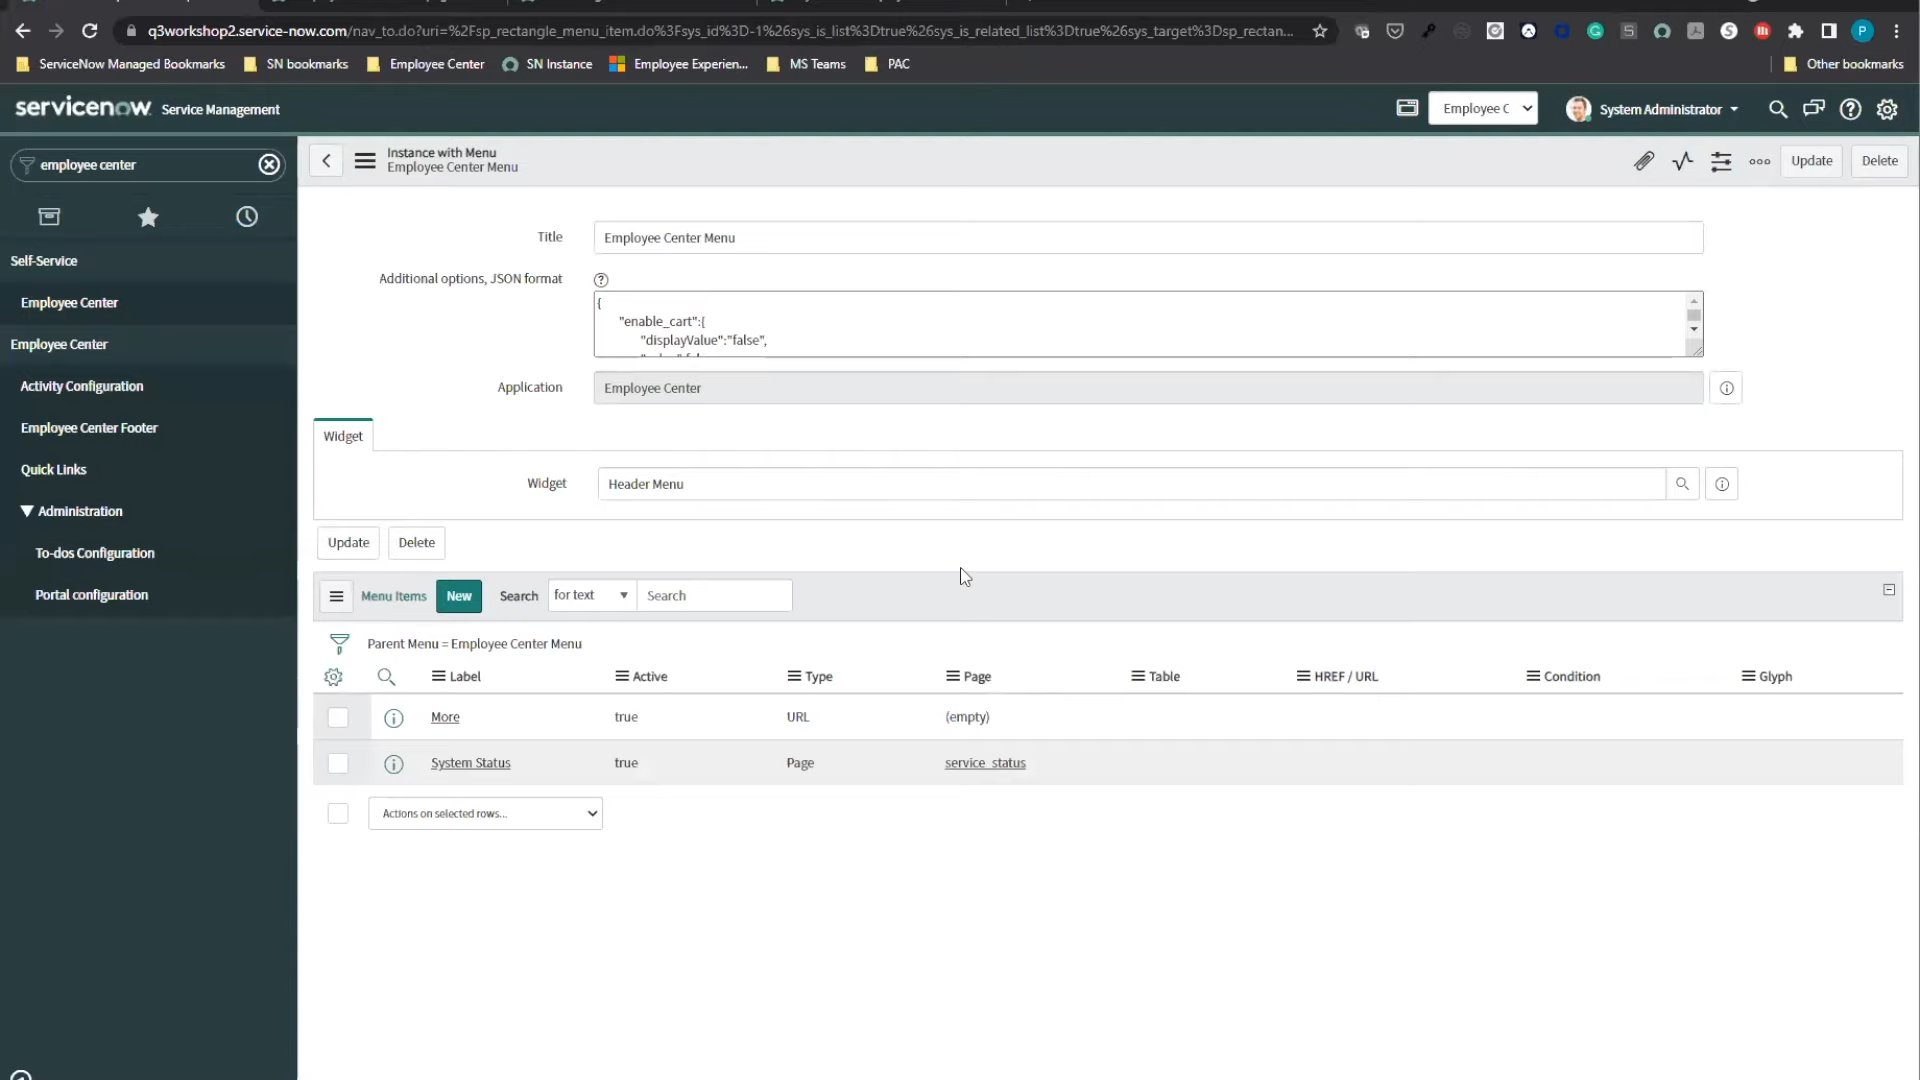 q3workshop2.service-now.com/nav_to.do?uri=%2Fsp_rectangle_menu_item.do%3Fsys_id%3D-1%26sys_is_list%3Dtrue%26sys_is_related_list%3Dtrue%26sys_target%3Dsp_rectan...
ServiceNow Managed Bookmarks SN bookmarks Employee Center SN Instance Employee Experien... MS Teams PAC Other bookmarks
servicenow Service Management Employee C System Administrator
employee center
Instance with Menu
Employee Center Menu
Update Delete
Self-Service
Employee Center
Employee Center
Activity Configuration
Employee Center Footer
Quick Links
Administration
To-dos Configuration
Portal configuration
Title Employee Center Menu
Additional options, JSON format
{
"enable_cart":{
"displayValue":"false",
Application Employee Center
Widget
Widget Header Menu
Update Delete
Menu Items New Search for text Search
Parent Menu = Employee Center Menu
Label Active Type Page Table HREF / URL Condition Glyph
More true URL (empty)
System Status true Page service_status
Actions on selected rows...